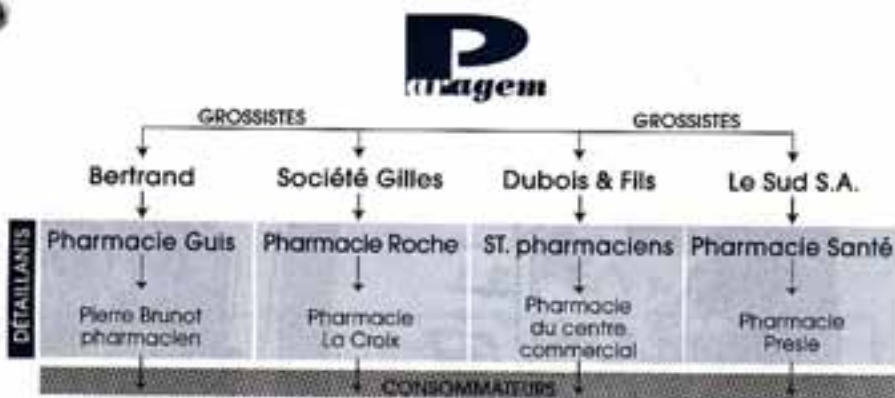 Paragem
GROSSISTES GROSSISTES
Bertrand Société Gilles Dubois & Fils Le Sud S.A.
DÉTAILLANTS
Pharmacie Guis Pharmacie Roche ST. pharmaciens Pharmacie Santé
Pierre Brunot
pharmacien
Pharmacie
La Croix
Pharmacie
du centre
commercial
Pharmacie
Presle
CONSOMMATEURS